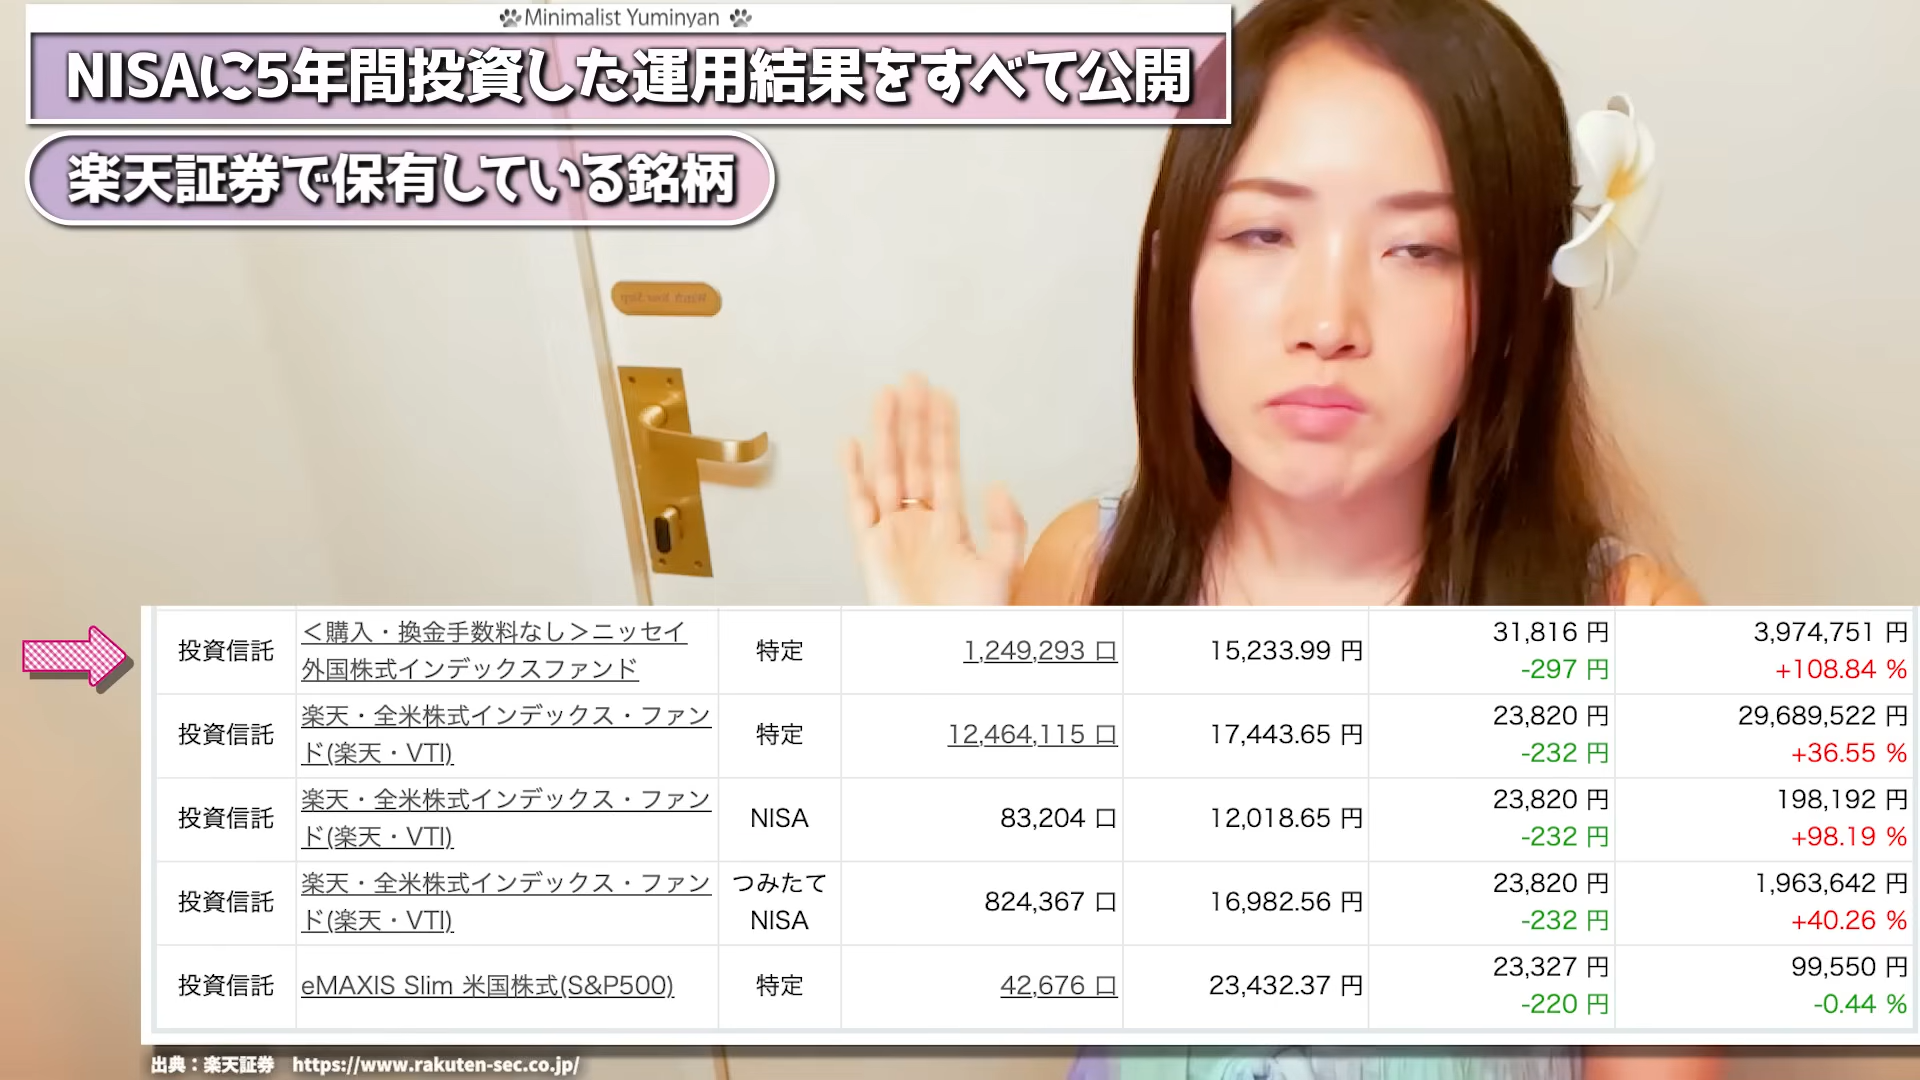 Minimalist Yuminyan
NISAに5年間投資した運用結果をすべて公開
楽天証券で保有している銘柄
Watch Your Step
投資信託 <購入・換金手数料なし>ニッセイ 特定 1,249,293 口 15,233.99 円 31,816 円 3,974,751 円
外国株式インデックスファンド -297 円 +108.84 %
投資信託 楽天・全米株式インデックス・ファン 特定 12,464,115 口 17,443.65 円 23,820 円 29,689,522 円
ド(楽天・VTI) -232 円 +36.55 %
投資信託 楽天・全米株式インデックス・ファン NISA 83,204 口 12,018.65 円 23,820 円 198,192 円
ド(楽天・VTI) -232 円 +98.19 %
投資信託 楽天・全米株式インデックス・ファン つみたて 824,367 口 16,982.56 円 23,820 円 1,963,642 円
ド(楽天・VTI) NISA -232 円 +40.26 %
投資信託 eMAXIS Slim 米国株式(S&P500) 特定 42,676 口 23,432.37 円 23,327 円 99,550 円
-220 円 -0.44 %
出典：楽天証券 https://www.rakuten-sec.co.jp/